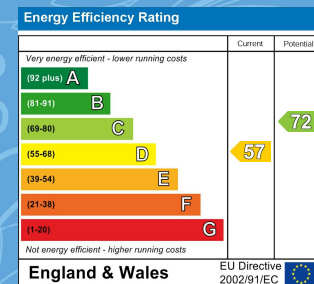 Energy Efficiency Rating
Current Potential
Very energy efficient - lower running costs
(92 plus) A
(81-91) B
(69-80) C
72
(55-68) D
57
(39-54) E
(21-38) F
(1-20) G
Not energy efficient - higher running costs
England & Wales
EU Directive
2002/91/EC